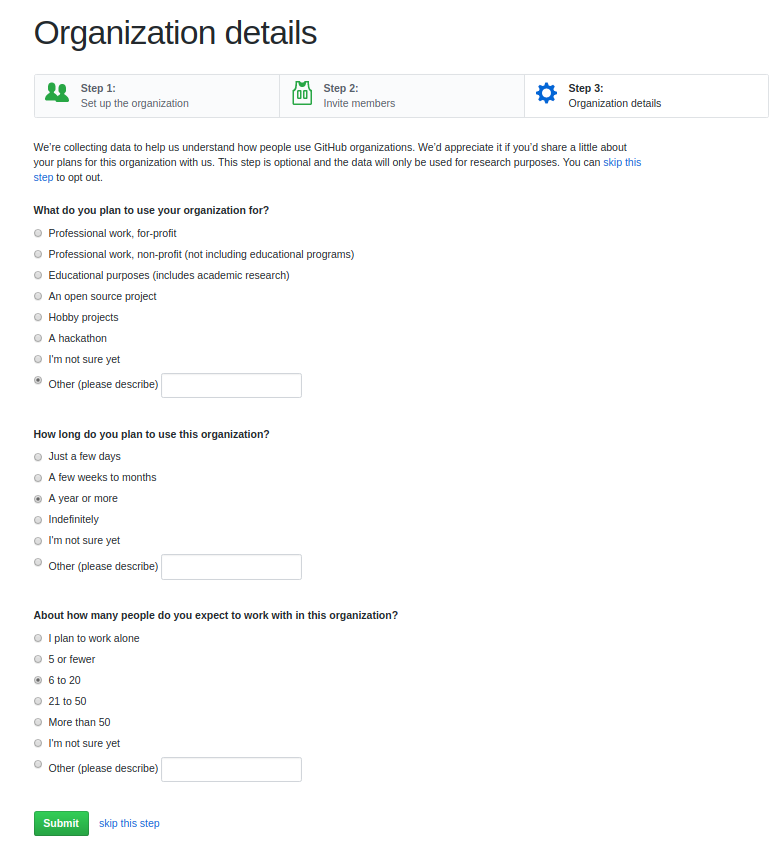 Organization details
Step 1:
Set up the organization
Step 2:
Invite members
Step 3:
Organization details
We're collecting data to help us understand how people use GitHub organizations. We'd appreciate it if you'd share a little about
your plans for this organization with us. This step is optional and the data will only be used for research purposes. You can skip this
step to opt out.
What do you plan to use your organization for?
Professional work, for-profit
Professional work, non-profit (not including educational programs)
Educational purposes (includes academic research)
An open source project
Hobby projects
A hackathon
I'm not sure yet
Other (please describe)
How long do you plan to use this organization?
Just a few days
A few weeks to months
A year or more
Indefinitely
I'm not sure yet
Other (please describe)
About how many people do you expect to work with in this organization?
I plan to work alone
5 or fewer
6 to 20
21 to 50
More than 50
I'm not sure yet
Other (please describe)
Submit skip this step